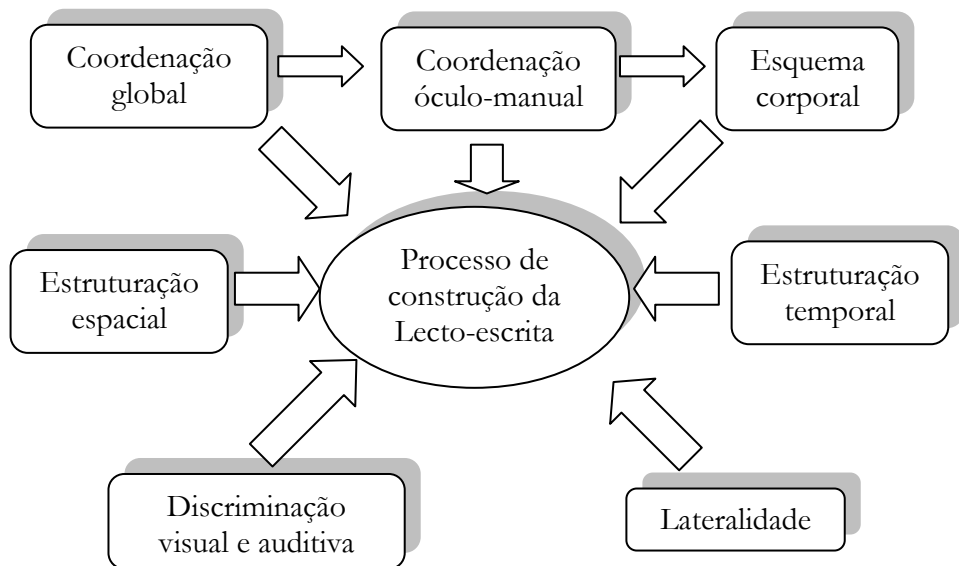 Coordenação
global
Coordenação
óculo-manual
Esquema
corporal
Estruturação
espacial
Processo de
construção da
Lecto-escrita
Estruturação
temporal
Discriminação
visual e auditiva
Lateralidade